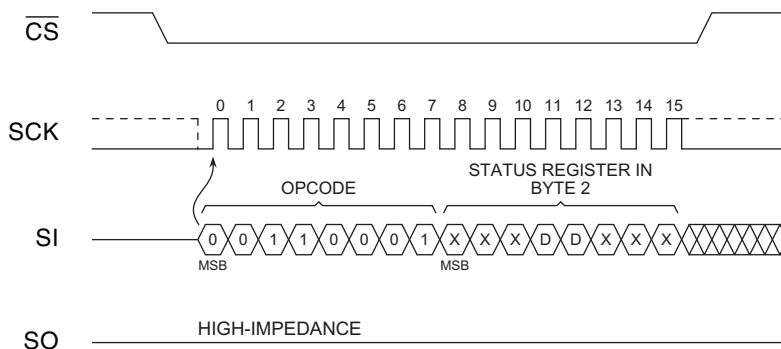 CS
0 1 2 3 4 5 6 7 8 9 10 11 12 13 14 15
SCK
STATUS REGISTER IN
BYTE 2
OPCODE
SI
0 0 1 1 0 0 0 1 X X X D D X X X
MSB MSB
HIGH-IMPEDANCE
SO